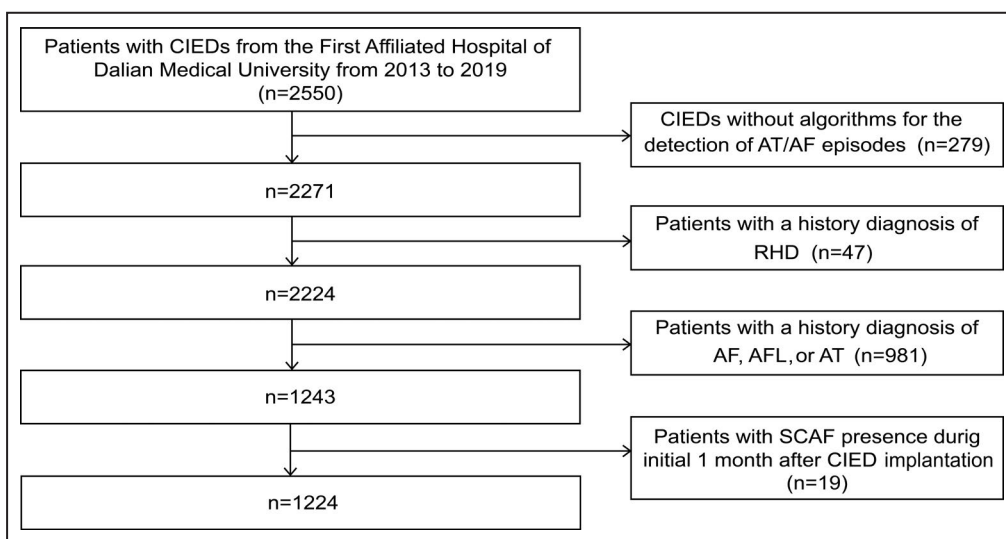 Patients with CIEDs from the First Affiliated Hospital of
Dalian Medical University from 2013 to 2019
(n=2550)
CIEDs without algorithms for the
detection of AT/AF episodes (n=279)
n=2271
Patients with a history diagnosis of
RHD (n=47)
n=2224
Patients with a history diagnosis of
AF, AFL, or AT (n=981)
n=1243
Patients with SCAF presence durig
initial 1 month after CIED implantation
(n=19)
n=1224